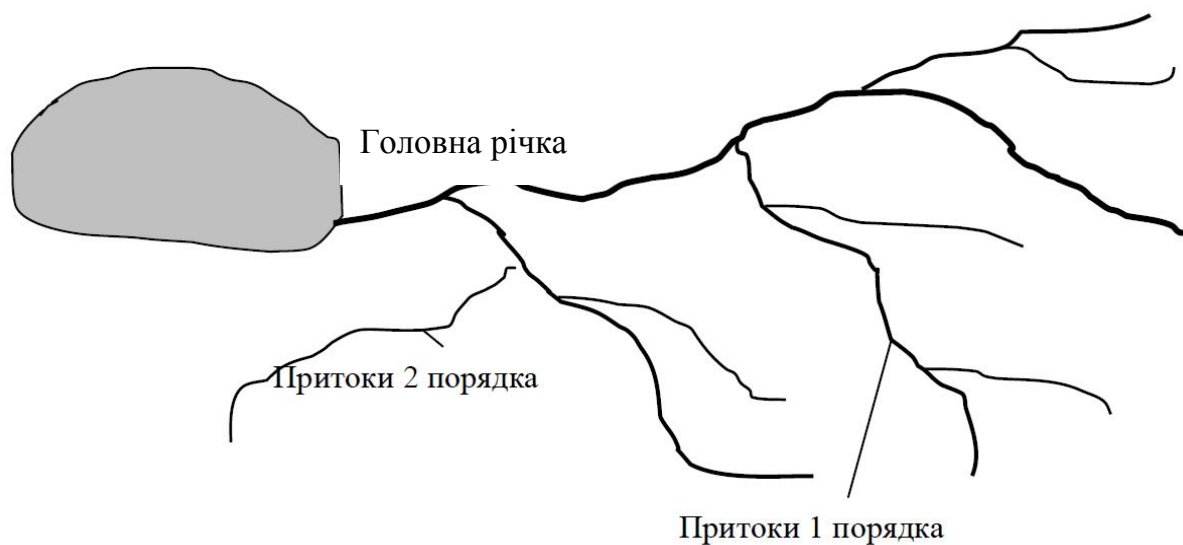 Головна річка
Притоки 2 порядка
Притоки 1 порядка